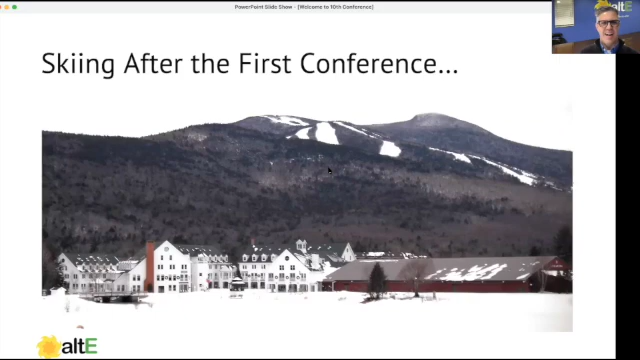 PowerPoint Slide Show - [Welcome to 10th Conference]
altE
Skiing After the First Conference...
altE